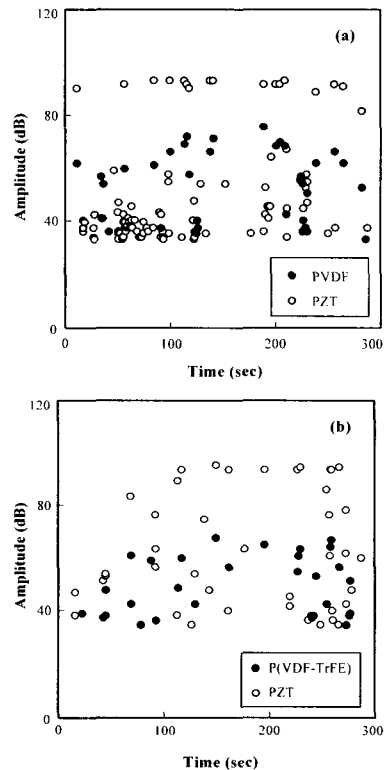 (a)
120
80
40
0
Amplitude (dB)
PVDF
PZT
0 100 200 300
Time (sec)
(b)
120
80
40
0
Amplitude (dB)
P(VDF-TrFE)
PZT
0 100 200 300
Time (sec)